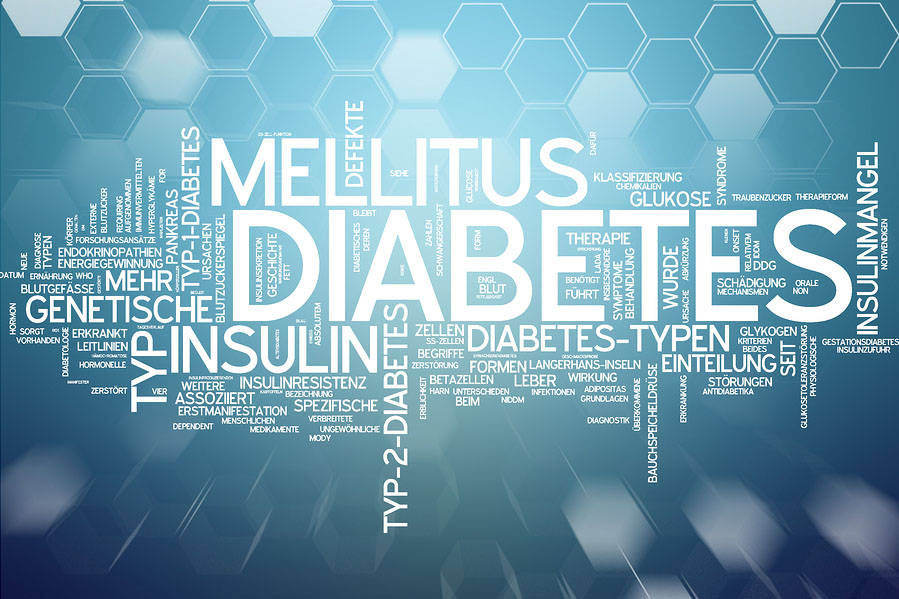 MELLITUS
DIABETES
DEFEKTE
SIEHE
GLUCOSE
DAFÜR
KLASSIFIZIERUNG
CHEMIKALIEN
GLUKOSE
SYNDROME
TRAUBENZUCKER
THERAPIEFORM
INSULINMANGEL
NOTWENDIGEN
TYP-1-DIABETES
FOR
HYPERGLYKÄMIE
IMMUNVERMITTELTEN
AUFGENOMMEN
REQUIRING
BLUTZUCKER
EXTERNE
KÖRPER
PANKREAS
URSACHEN
BLUTZUCKERSPIEGEL
NEUE
DIAGNOSE
TYPEN
FORSCHUNGSANSÄTZE
ENDOKRINOPATHIEN
ENERGIEGEWINNUNG
DATUM
ERNÄHRUNG
WHO
MEHR
BLUTGEFÄSSE
GENETISCHE
INSULINSEKRETION
GESCHICHTE
FETT
BLEIBT
DIABETISCHES
DEREN
ZAHLEN
SCHWANGERSCHAFT
FORM
ENGL
BLUT
THERAPIE
BENÖTIGT
LADA
INSBESONDERE
SYMPTOME
BEHANDLUNG
FÜHRT
WURDE
ABKÜRZUNG
URSACHE
ONSET
RELATIVEM
IDDM
DDG
SCHÄDIGUNG
MECHANISMEN
ORALE
NON
HORMON
SORGT
VORHANDEN
DIABETOLOGIE
ERKRANKT
LEITLINIEN
HORMONELLE
TYP
INSULIN
ABSOLUTEN
TYP-2-DIABETES
ZELLEN
SS-ZELLEN
DIABETES-TYPEN
GLYKOGEN
KRITERIEN
BEIDES
SEIT
GLUKOSETOLERANZSTÖRUNG
PHYSIOLOGISCHE
GESTATIONSDIABETES
INSULINZUFUHR
BEGRIFFE
ZERSTÖRUNG
FORMEN
LANGERHANS-INSELN
EINTEILUNG
ZERSTÖRT
VIER
WEITERE
INSULINRESISTENZ
BEZEICHNUNG
ASSOZIIERT
ERSTMANIFESTATION
SPEZIFISCHE
ERBLICHKEIT
BETAZELLEN
LEBER
WIRKUNG
HARN
UNTERSCHIEDEN
INFEKTIONEN
ADIPOSITAS
BEIM
NIDDM
GRUNDLAGEN
DIAGNOSTIK
ÜBERKOMMENE
BAUCHSPEICHELDRÜSE
ERKRANKUNG
STÖRUNGEN
ANTIDIABETIKA
MENSCHLICHEN
VERBREITETE
DEPENDENT
MEDIKAMENTE
UNGEWÖHNLICHE
MODY